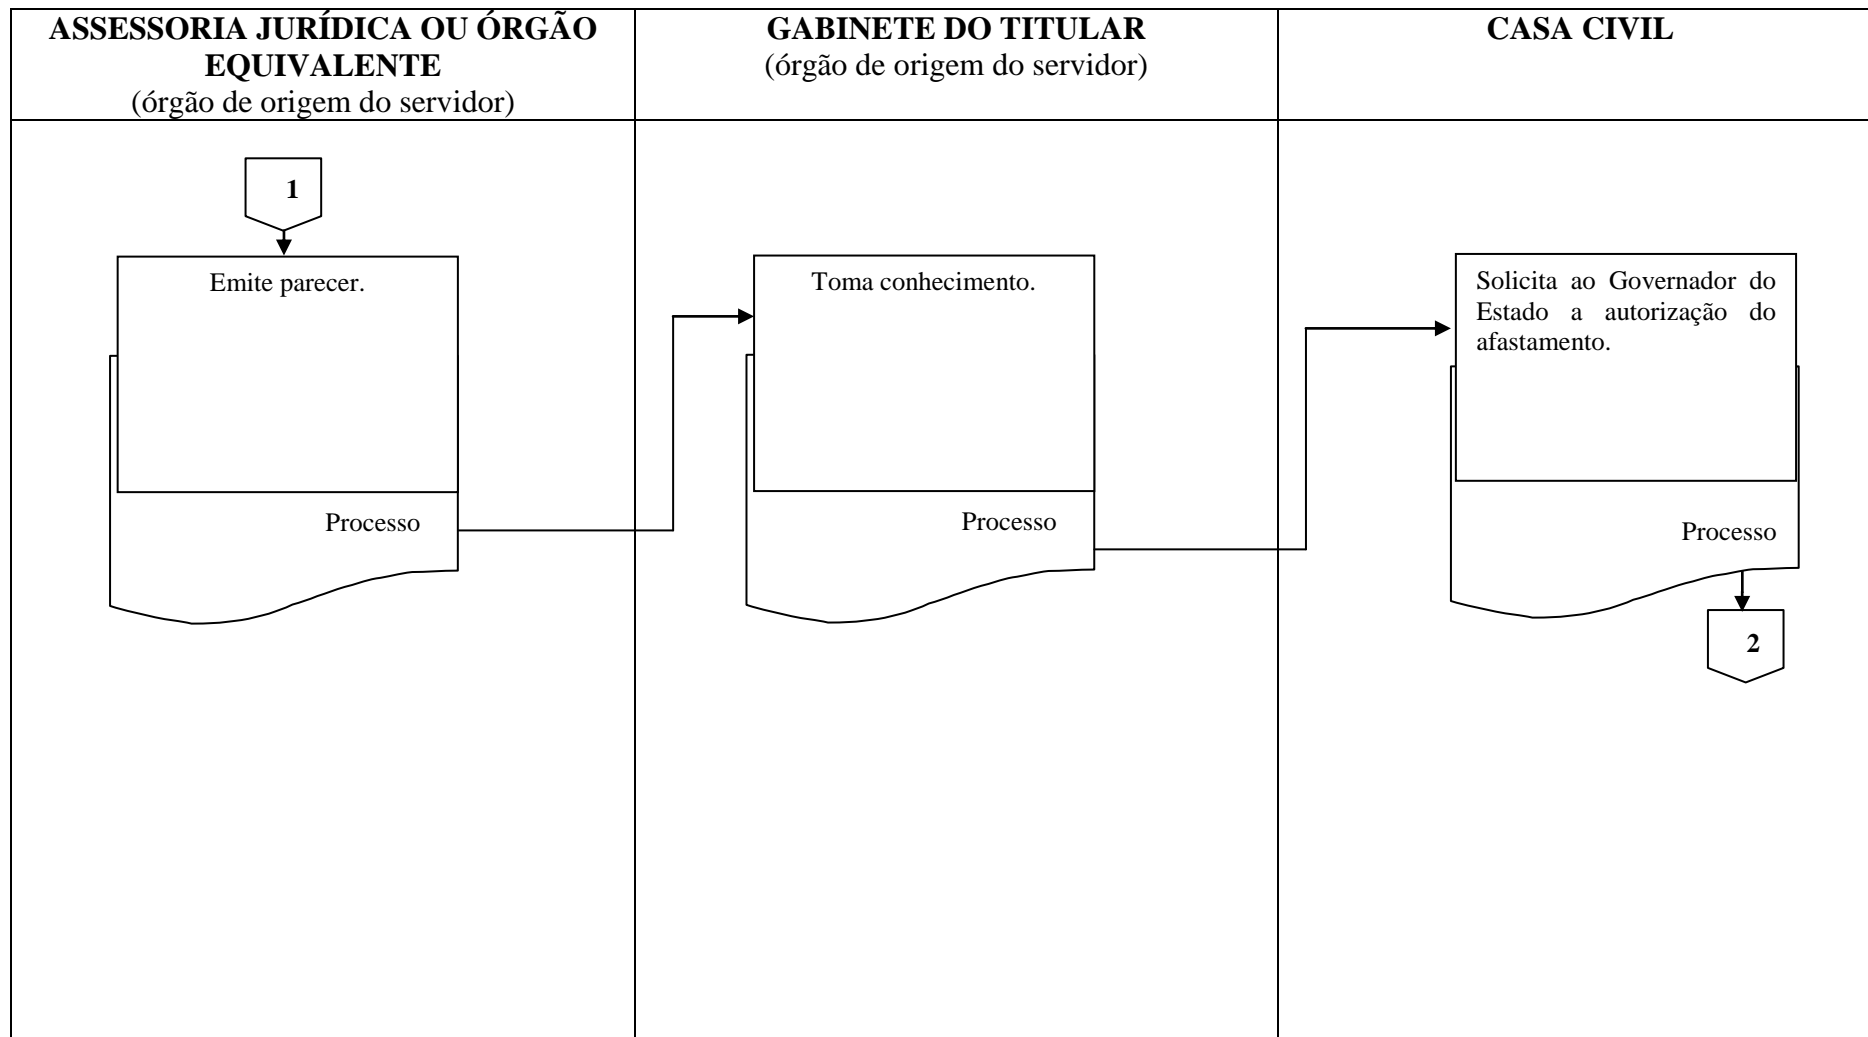 ASSESSORIA JURÍDICA OU ÓRGÃO
EQUIVALENTE
(órgão de origem do servidor)
GABINETE DO TITULAR
(órgão de origem do servidor)
CASA CIVIL
1
Emite parecer.
Processo
Toma conhecimento.
Processo
Solicita ao Governador do
Estado a autorização do
afastamento.
Processo
2